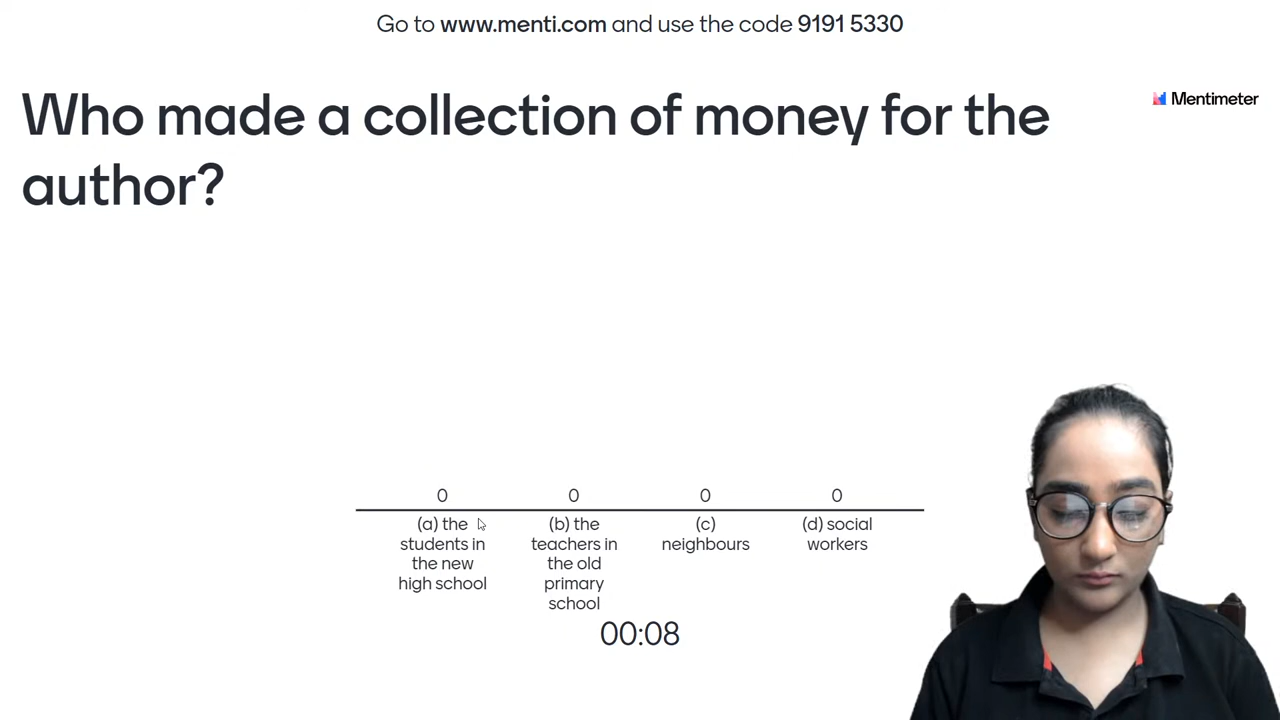 Go to www.menti.com and use the code 9191 5330
Who made a collection of money for the
author?
Mentimeter
0
0
0
0
(a) the
students in
the new
high school
(b) the
teachers in
the old
primary
school
(c)
neighbours
(d) social
workers
00:08